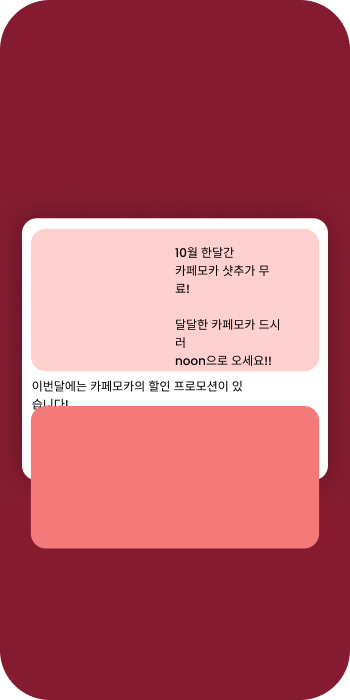 10월 한달간
카페모카 샷추가 무
료!
달달한 카페모카 드시
러
noon으로 오세요!!
이번달에는 카페모카의 할인 프로모션이 있
습니다!